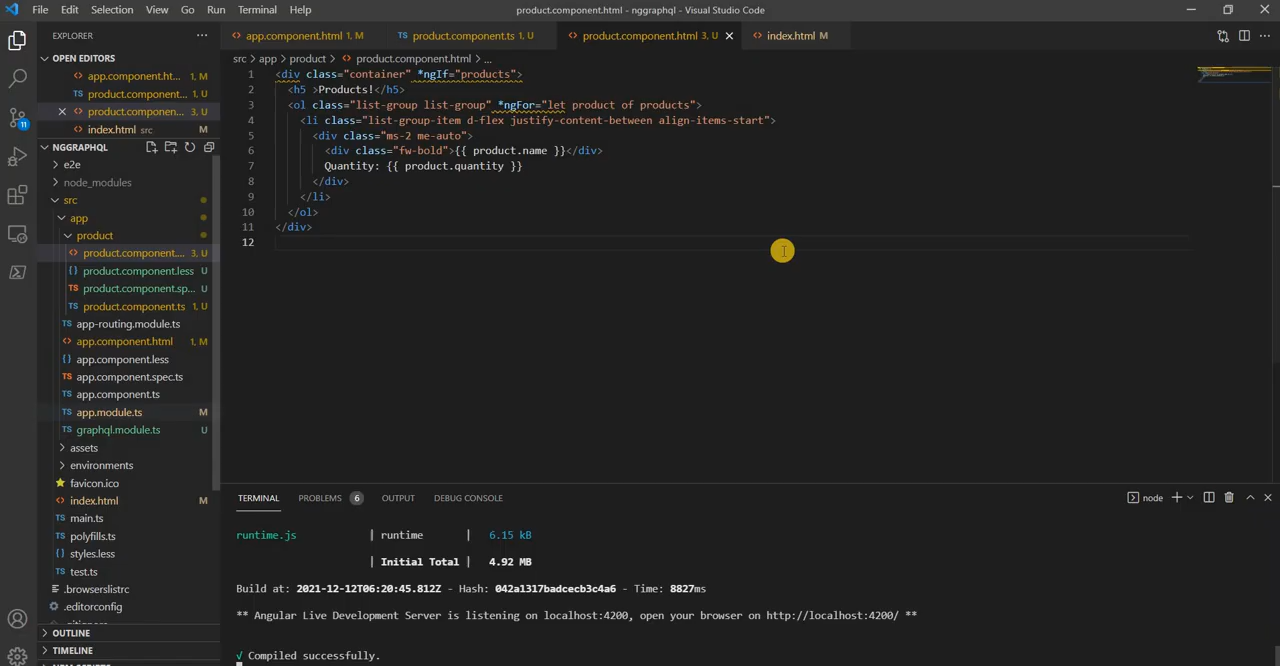 File Edit Selection View Go Run Terminal Help
product.component.html - nggraphql - Visual Studio Code
EXPLORER
OPEN EDITORS
app.component.ht... 1, M
product.componen... 1, U
product.componen... 3, U
index.html src M
NGGRAPHQL
e2e
node_modules
src
app
product
product.component.... 3, U
product.component.less U
product.component.sp... U
product.component.ts 1, U
app-routing.module.ts
app.component.html 1, M
app.component.less
app.component.spec.ts
app.component.ts
app.module.ts M
graphql.module.ts U
assets
environments
favicon.ico
index.html M
main.ts
polyfills.ts
styles.less
test.ts
.browserslistrc
.editorconfig
OUTLINE
TIMELINE
11
app.component.html 1, M
product.component.ts 1, U
product.component.html 3, U
index.html M
src > app > product > product.component.html > ...
1 <div class="container" *ngIf="products">
2 <h5 >Products!</h5>
3 <ol class="list-group list-group" *ngFor="let product of products">
4 <li class="list-group-item d-flex justify-content-between align-items-start">
5 <div class="ms-2 me-auto">
6 <div class="fw-bold">{{ product.name }}</div>
7 Quantity: {{ product.quantity }}
8 </div>
9 </li>
10 </ol>
11 </div>
12
TERMINAL PROBLEMS 6 OUTPUT DEBUG CONSOLE
node
runtime.js | runtime | 6.15 kB
| Initial Total | 4.92 MB
Build at: 2021-12-12T06:20:45.812Z - Hash: 042a1317badcecb3c4a6 - Time: 8827ms
** Angular Live Development Server is listening on localhost:4200, open your browser on http://localhost:4200/ **
√ Compiled successfully.